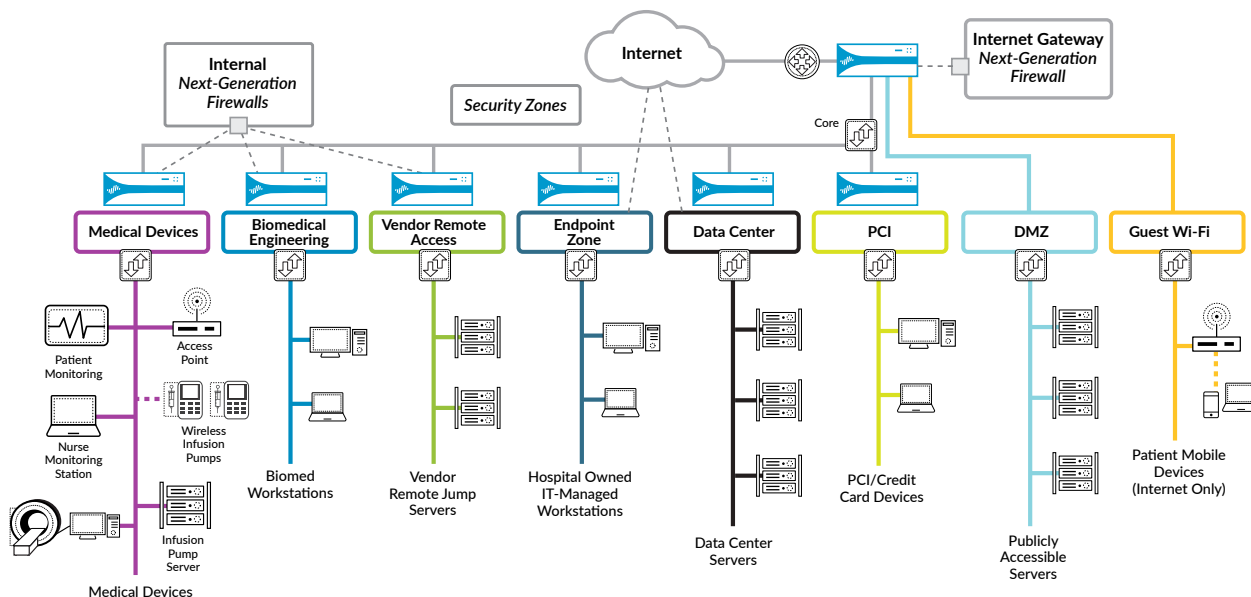 Internal
Next-Generation
Firewalls
Security Zones
Internet
Internet Gateway
Next-Generation
Firewall
Core
Medical Devices
Biomedical
Engineering
Vendor Remote
Access
Endpoint
Zone
Data Center
PCI
DMZ
Guest Wi-Fi
Patient
Monitoring
Access
Point
Nurse
Monitoring
Station
Wireless
Infusion
Pumps
Infusion
Pump
Server
Medical Devices
Biomed
Workstations
Vendor
Remote Jump
Servers
Hospital Owned
IT-Managed
Workstations
Data Center
Servers
PCI/Credit
Card Devices
Publicly
Accessible
Servers
Patient Mobile
Devices
(Internet Only)